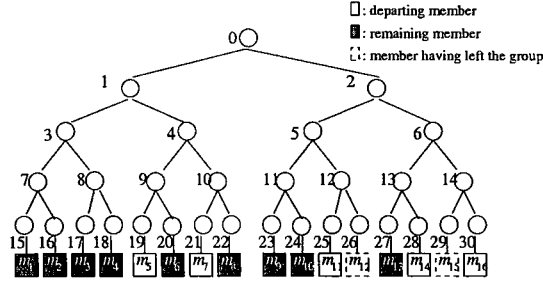 : departing member
: remaining member
: member having left the group
0
1 2
3 4 5 6
7 8 9 10 11 12 13 14
15 16 17 18 19 20 21 22 23 24 25 26 27 28 29 30
m1 m2 m3 m4 m5 m6 m7 m8 m9 m10 m11 m12 m13 m14 m15 m16